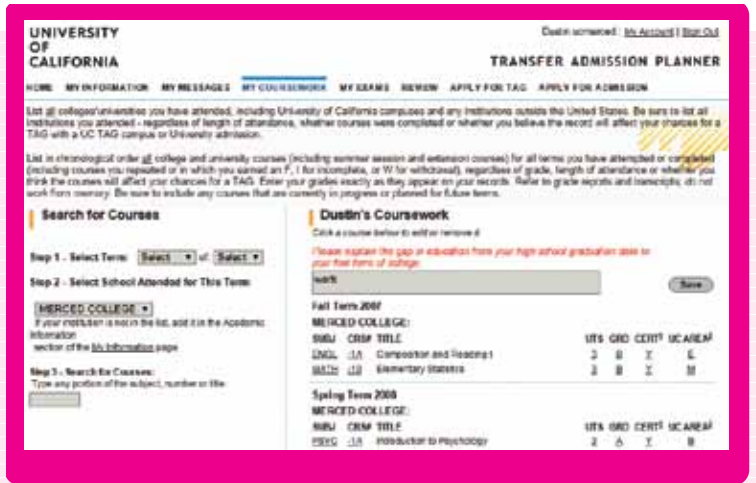 UNIVERSITY
OF
CALIFORNIA
Dustin scmerced | My Account | Sign Out
TRANSFER ADMISSION PLANNER
HOME MY INFORMATION MY MESSAGES MY COURSEWORK MY EXAMS REVIEW APPLY FOR TAG APPLY FOR ADMISSION
List all colleges/universities you have attended, including University of California campuses and any institutions outside the United States. Be sure to list all
institutions you attended - regardless of length of attendance, whether courses were completed or whether you believe the record will affect your chances for a
TAG with a UC TAG campus or University admission.
List in chronological order all college and university courses (including summer session and extension courses) for all terms you have attempted or completed
(including courses you repeated or in which you earned an F, I for incomplete, or W for withdrawal), regardless of grade, length of attendance or whether you
think the courses will affect your chances for a TAG. Enter your grades exactly as they appear on your records. Refer to grade reports and transcripts; do not
work from memory. Be sure to include any courses that are currently in progress or planned for future terms.
Search for Courses
Step 1 - Select Term: Select of: Select
Step 2 - Select School Attended for This Term:
MERCED COLLEGE
If your institution is not in the list, add it in the Academic
Information
section of the My Information page
Step 3 - Search for Courses:
Type any portion of the subject, number or title
Dustin's Coursework
Click a course below to edit or remove it
Please explain the gap in education from your high school graduation date to
your first term of college.
work
Save
Fall Term 2007
MERCED COLLEGE:
SUBJ CRS# TITLE UTS GRD CERT UC AREA
ENGL -1A Composition and Reading I 3 B Y E
MATH -10 Elementary Statistics 3 B Y M
Spring Term 2008
MERCED COLLEGE:
SUBJ CRS# TITLE UTS GRD CERT UC AREA
PSYC -1A Introduction to Psychology A Y B